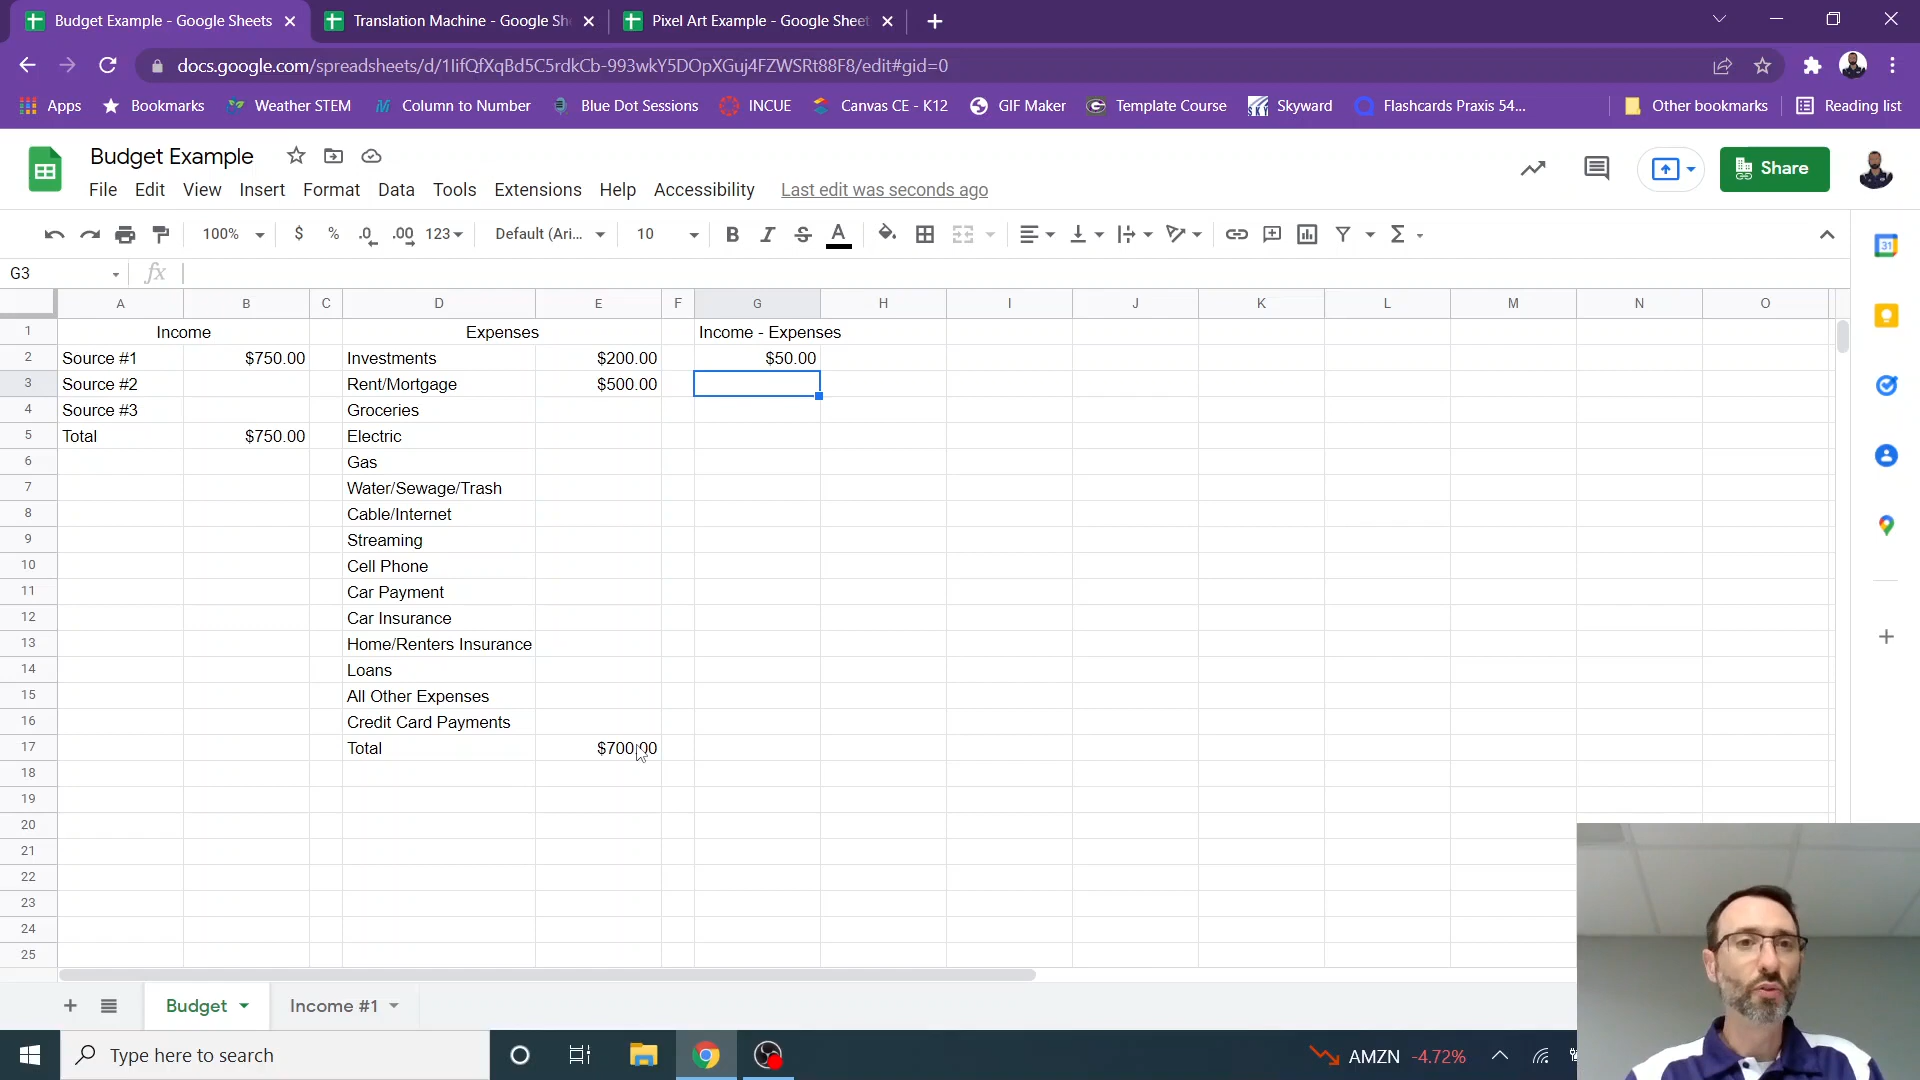 Budget Example - Google Sheets
Translation Machine - Google Sh
Pixel Art Example - Google Sheet
docs.google.com/spreadsheets/d/1IifQfXqBd5C5rdkCb-993wkY5DOpXGuj4FZWSRt88F8/edit#gid=0
Apps Bookmarks Weather STEM Column to Number Blue Dot Sessions INCUE Canvas CE - K12 GIF Maker Template Course Skyward Flashcards Praxis 54... Other bookmarks Reading list
Budget Example
Share
File Edit View Insert Format Data Tools Extensions Help Accessibility Last edit was seconds ago
100% $ % .0 .00 123 Default (Ari... 10 B I S A
31
G3 fx
A B C D E F G H I J K L M N O
1 Income Expenses Income - Expenses
2 Source #1 $750.00 Investments $200.00 $50.00
3 Source #2 Rent/Mortgage $500.00
4 Source #3 Groceries
5 Total $750.00 Electric
6 Gas
7 Water/Sewage/Trash
8 Cable/Internet
9 Streaming
10 Cell Phone
11 Car Payment
12 Car Insurance
13 Home/Renters Insurance
14 Loans
15 All Other Expenses
16 Credit Card Payments
17 Total $700.00
18
19
20
21
22
23
24
25
Budget Income #1
Type here to search
AMZN -4.72%